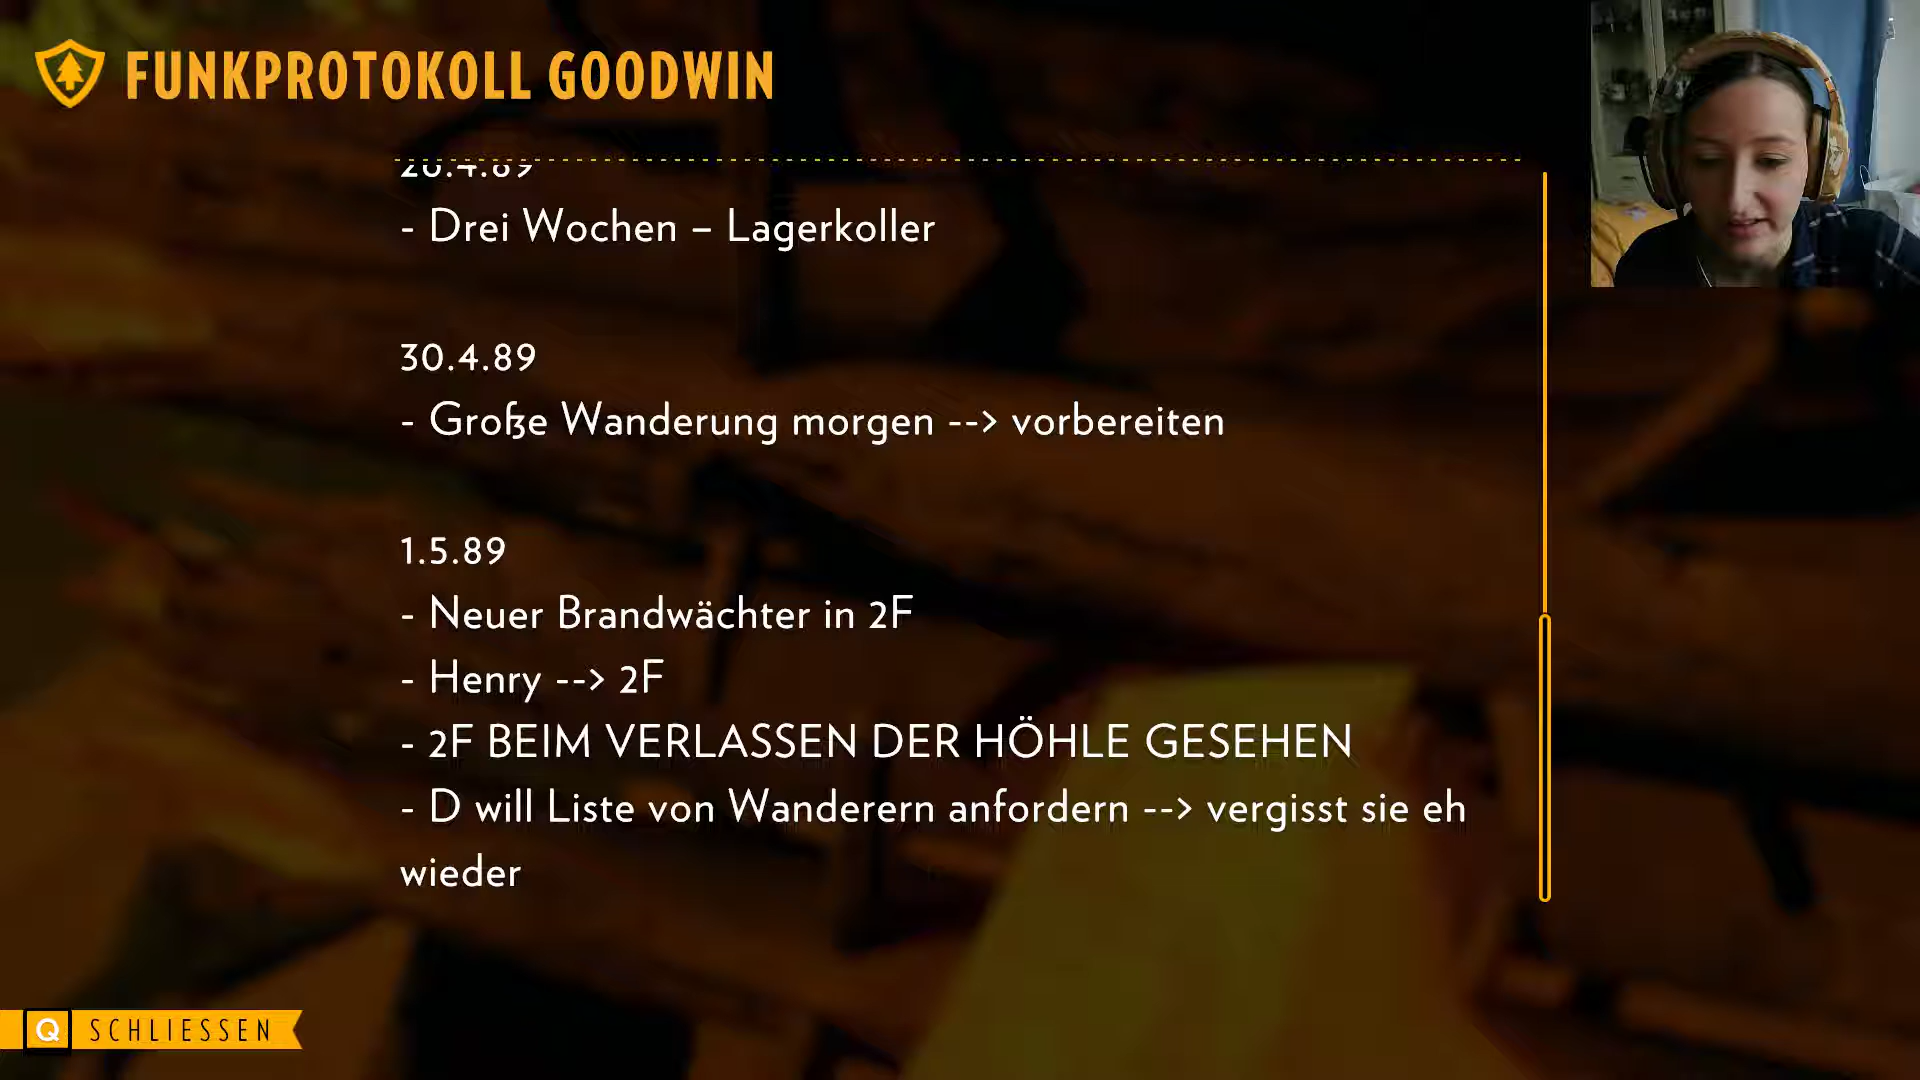 FUNKPROTOKOLL GOODWIN
- Drei Wochen – Lagerkoller
30.4.89
- Große Wanderung morgen --> vorbereiten
1.5.89
- Neuer Brandwächter in 2F
- Henry --> 2F
- 2F BEIM VERLASSEN DER HÖHLE GESEHEN
- D will Liste von Wanderern anfordern --> vergisst sie eh
wieder
Q SCHLIESSEN